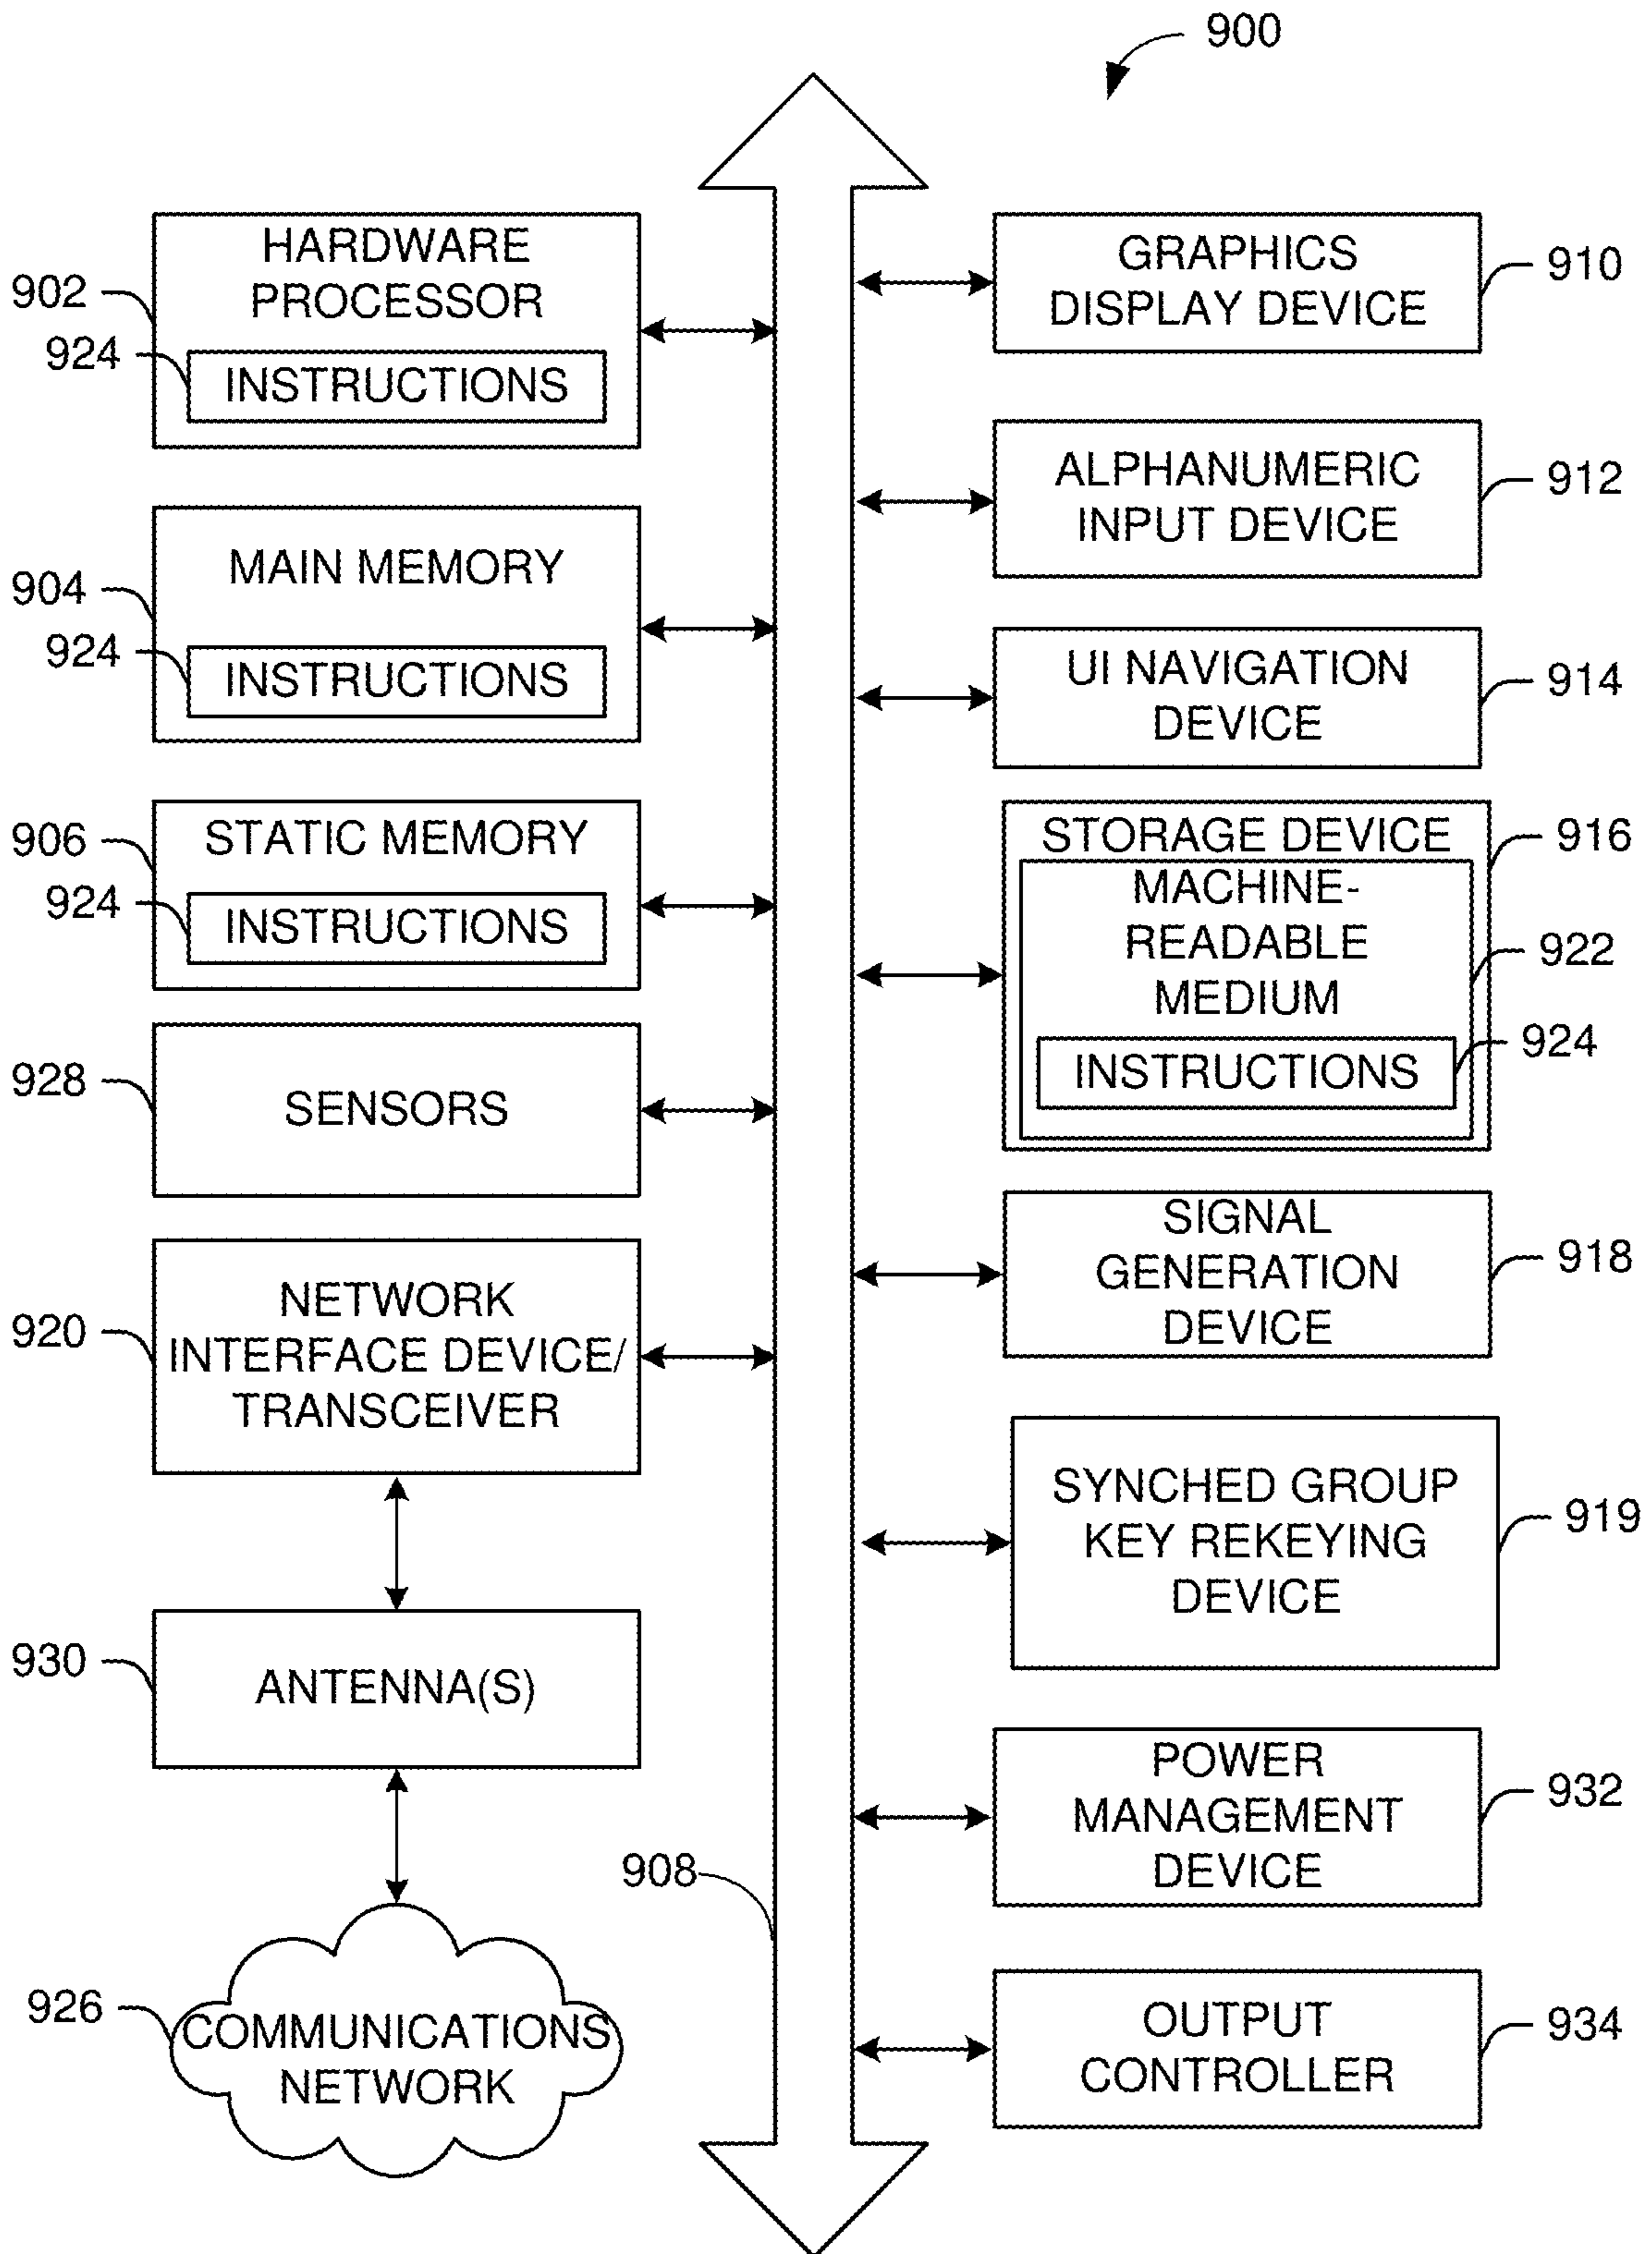 900
HARDWARE
PROCESSOR
902
924
INSTRUCTIONS
MAIN MEMORY
904
924
INSTRUCTIONS
STATIC MEMORY
906
924
INSTRUCTIONS
928
SENSORS
NETWORK
INTERFACE DEVICE/
TRANSCEIVER
920
930
ANTENNA(S)
908
926
COMMUNICATIONS
NETWORK
GRAPHICS
DISPLAY DEVICE
910
ALPHANUMERIC
INPUT DEVICE
912
UI NAVIGATION
DEVICE
914
STORAGE DEVICE
916
MACHINE-
READABLE
MEDIUM
922
INSTRUCTIONS
924
SIGNAL
GENERATION
DEVICE
918
SYNCHED GROUP
KEY REKEYING
DEVICE
919
POWER
MANAGEMENT
DEVICE
932
OUTPUT
CONTROLLER
934